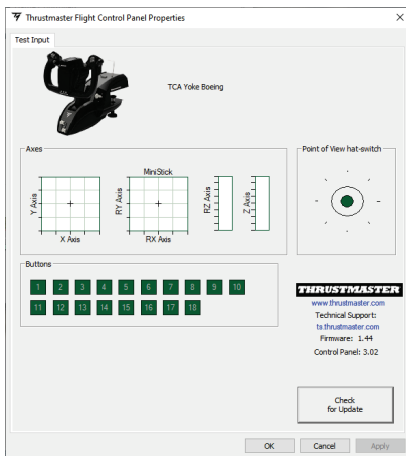 Thrustmaster Flight Control Panel Properties
Test Input
TCA Yoke Boeing
Axes
MiniStick
Y Axis
RY Axis
RZ Axis
Z Axis
X Axis
RX Axis
Point of View hat-switch
Buttons
1 2 3 4 5 6 7 8 9 10
11 12 13 14 15 16 17 18
THRUSTMASTER
www.thrustmaster.com
Technical Support:
ts.thrustmaster.com
Firmware: 1.44
Control Panel: 3.02
Check
for Update
OK Cancel Apply